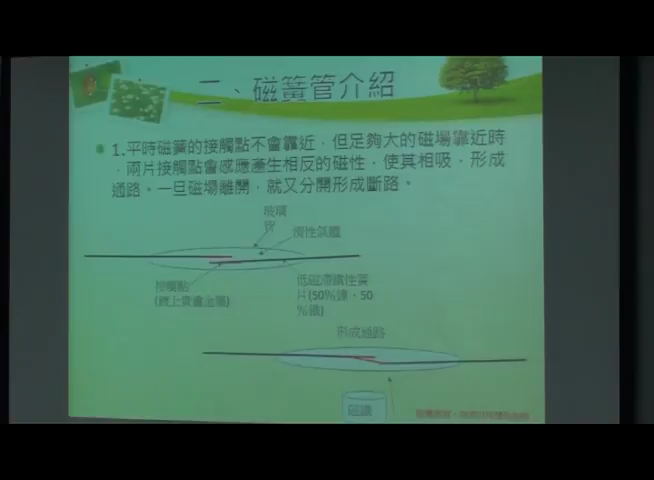 二、磁簧管介紹
1.平時磁簧的接觸點不會靠近，但足夠大的磁場靠近時
，兩片接觸點會感應產生相反的磁性，使其相吸，形成
通路。一旦磁場離開，就又分開形成斷路。
玻璃
管
惰性氣體
接觸點
(鍍上貴重金屬)
低磁滯鐵性簧
片(50%鎳、50
%鐵)
形成通路
磁鐵